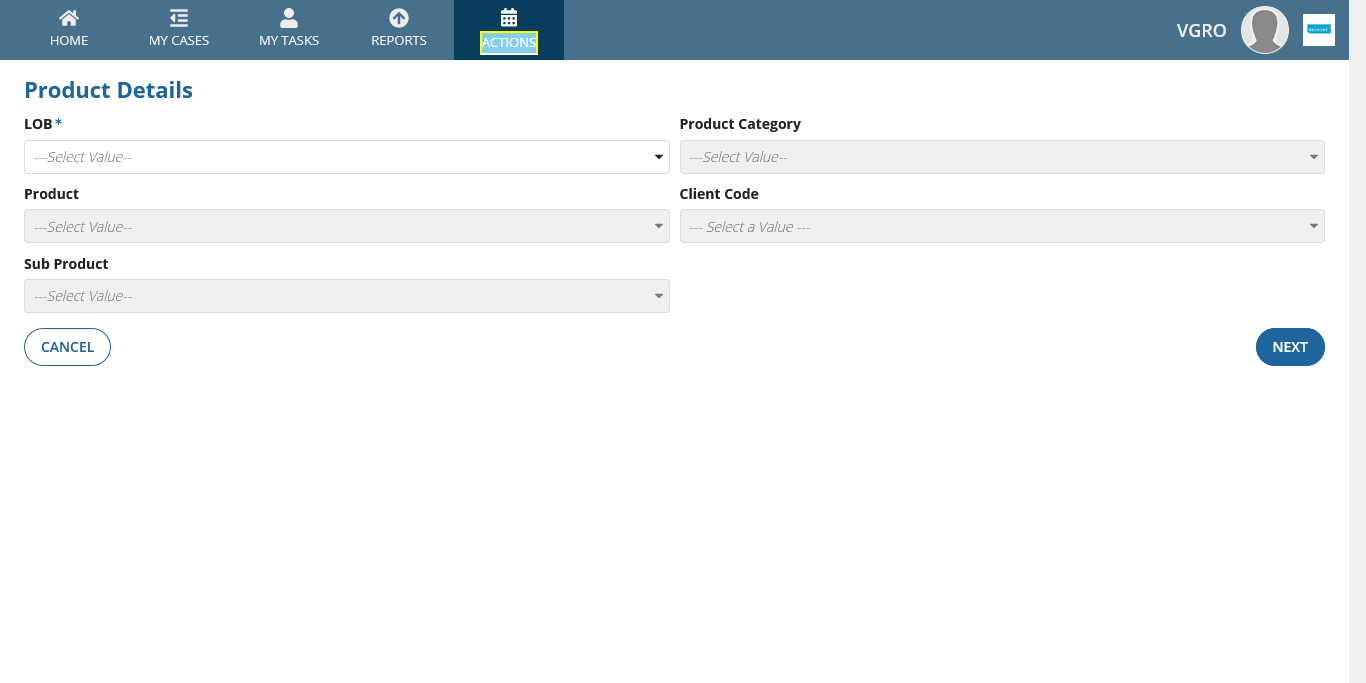 HOME
MY CASES
MY TASKS
REPORTS
ACTIONS
VGRO
Product Details
LOB *
Product Category
---Select Value--
---Select Value--
Product
Client Code
---Select Value--
--- Select a Value ---
Sub Product
---Select Value--
CANCEL
NEXT